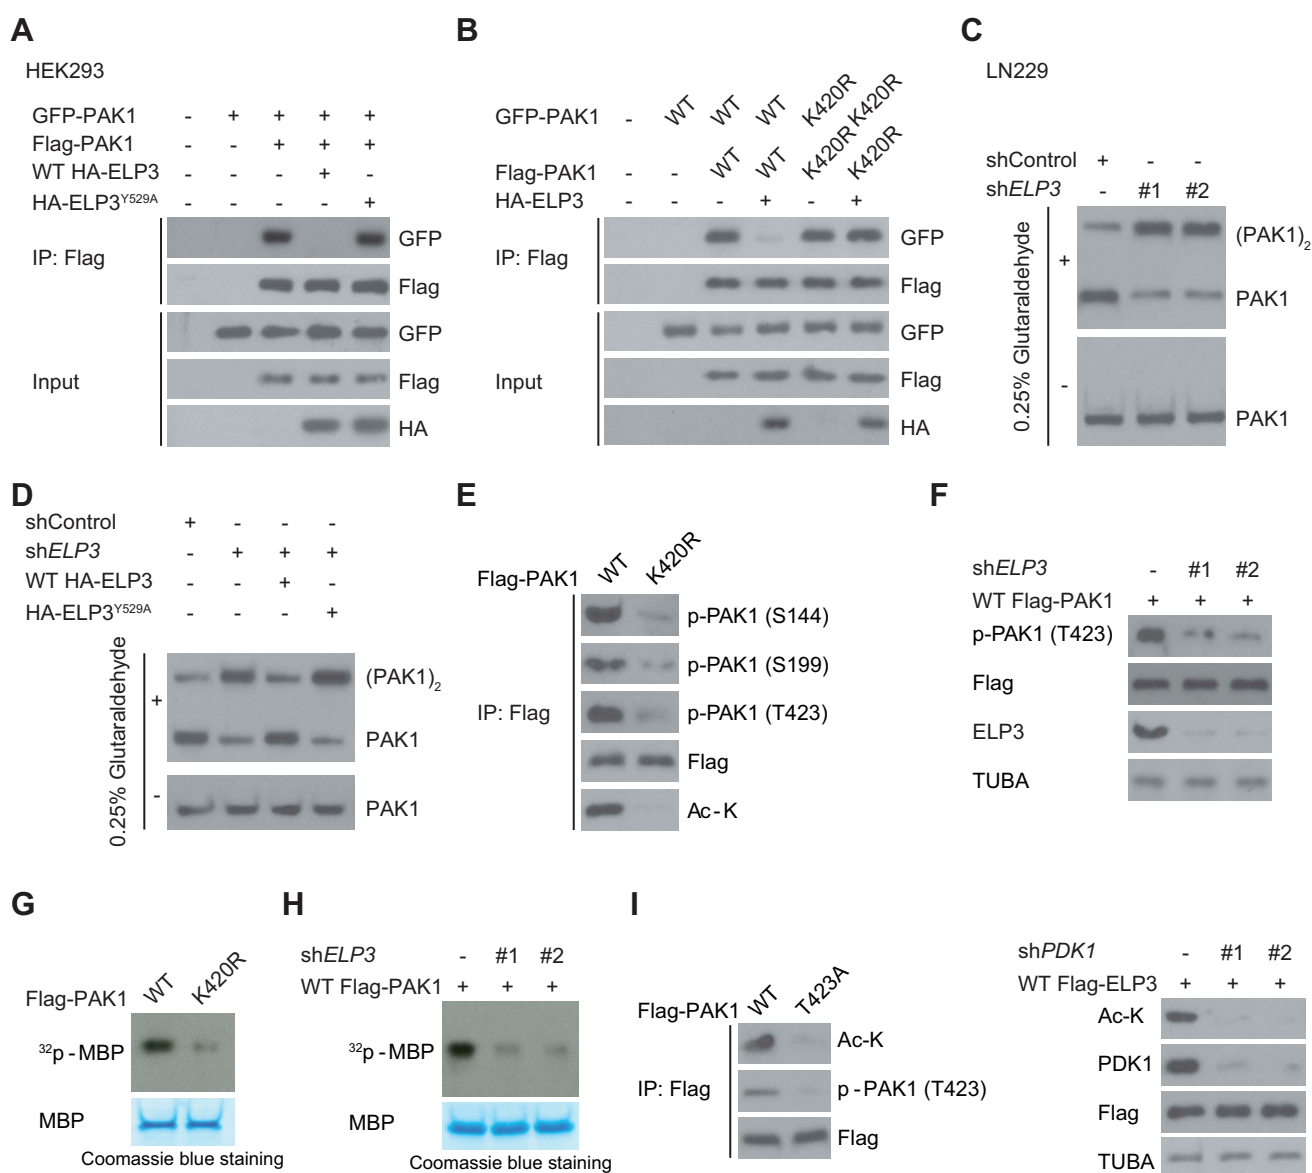 A
HEK293
GFP-PAK1 - + + + +
Flag-PAK1 - - + + +
WT HA-ELP3 - - - + -
HA-ELP3Y529A - - - - +
IP: Flag
GFP
Flag
Input
GFP
Flag
HA
B
GFP-PAK1 - WT WT WT K420R K420R
Flag-PAK1 - - WT WT K420R K420R
HA-ELP3 - - - + - +
IP: Flag
GFP
Flag
Input
GFP
Flag
HA
C
LN229
shControl + - -
shELP3 - #1 #2
0.25% Glutaraldehyde
+
(PAK1)2
PAK1
-
PAK1
D
shControl + - - -
shELP3 - + + +
WT HA-ELP3 - - + -
HA-ELP3Y529A - - - +
0.25% Glutaraldehyde
+
(PAK1)2
PAK1
-
PAK1
E
Flag-PAK1 WT K420R
IP: Flag
p-PAK1 (S144)
p-PAK1 (S199)
p-PAK1 (T423)
Flag
Ac-K
F
shELP3 - #1 #2
WT Flag-PAK1 + + +
p-PAK1 (T423)
Flag
ELP3
TUBA
G
Flag-PAK1 WT K420R
32p-MBP
MBP
Coomassie blue staining
H
shELP3 - #1 #2
WT Flag-PAK1 + + +
32p-MBP
MBP
Coomassie blue staining
I
Flag-PAK1 WT T423A
IP: Flag
Ac-K
p-PAK1 (T423)
Flag
shPDK1 - #1 #2
WT Flag-ELP3 + + +
Ac-K
PDK1
Flag
TUBA